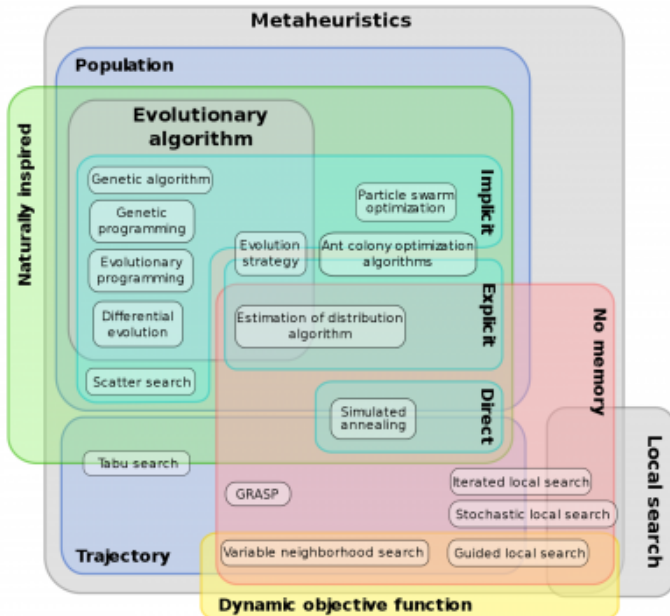 Metaheuristics
Population
Naturally inspired
Evolutionary
algorithm
Implicit
Genetic algorithm
Particle swarm
optimization
Genetic
programming
Evolution
strategy
Ant colony optimization
algorithms
Evolutionary
programming
Explicit
No memory
Differential
evolution
Estimation of distribution
algorithm
Scatter search
Direct
Simulated
annealing
Local search
Tabu search
GRASP
Iterated local search
Stochastic local search
Trajectory
Variable neighborhood search
Guided local search
Dynamic objective function